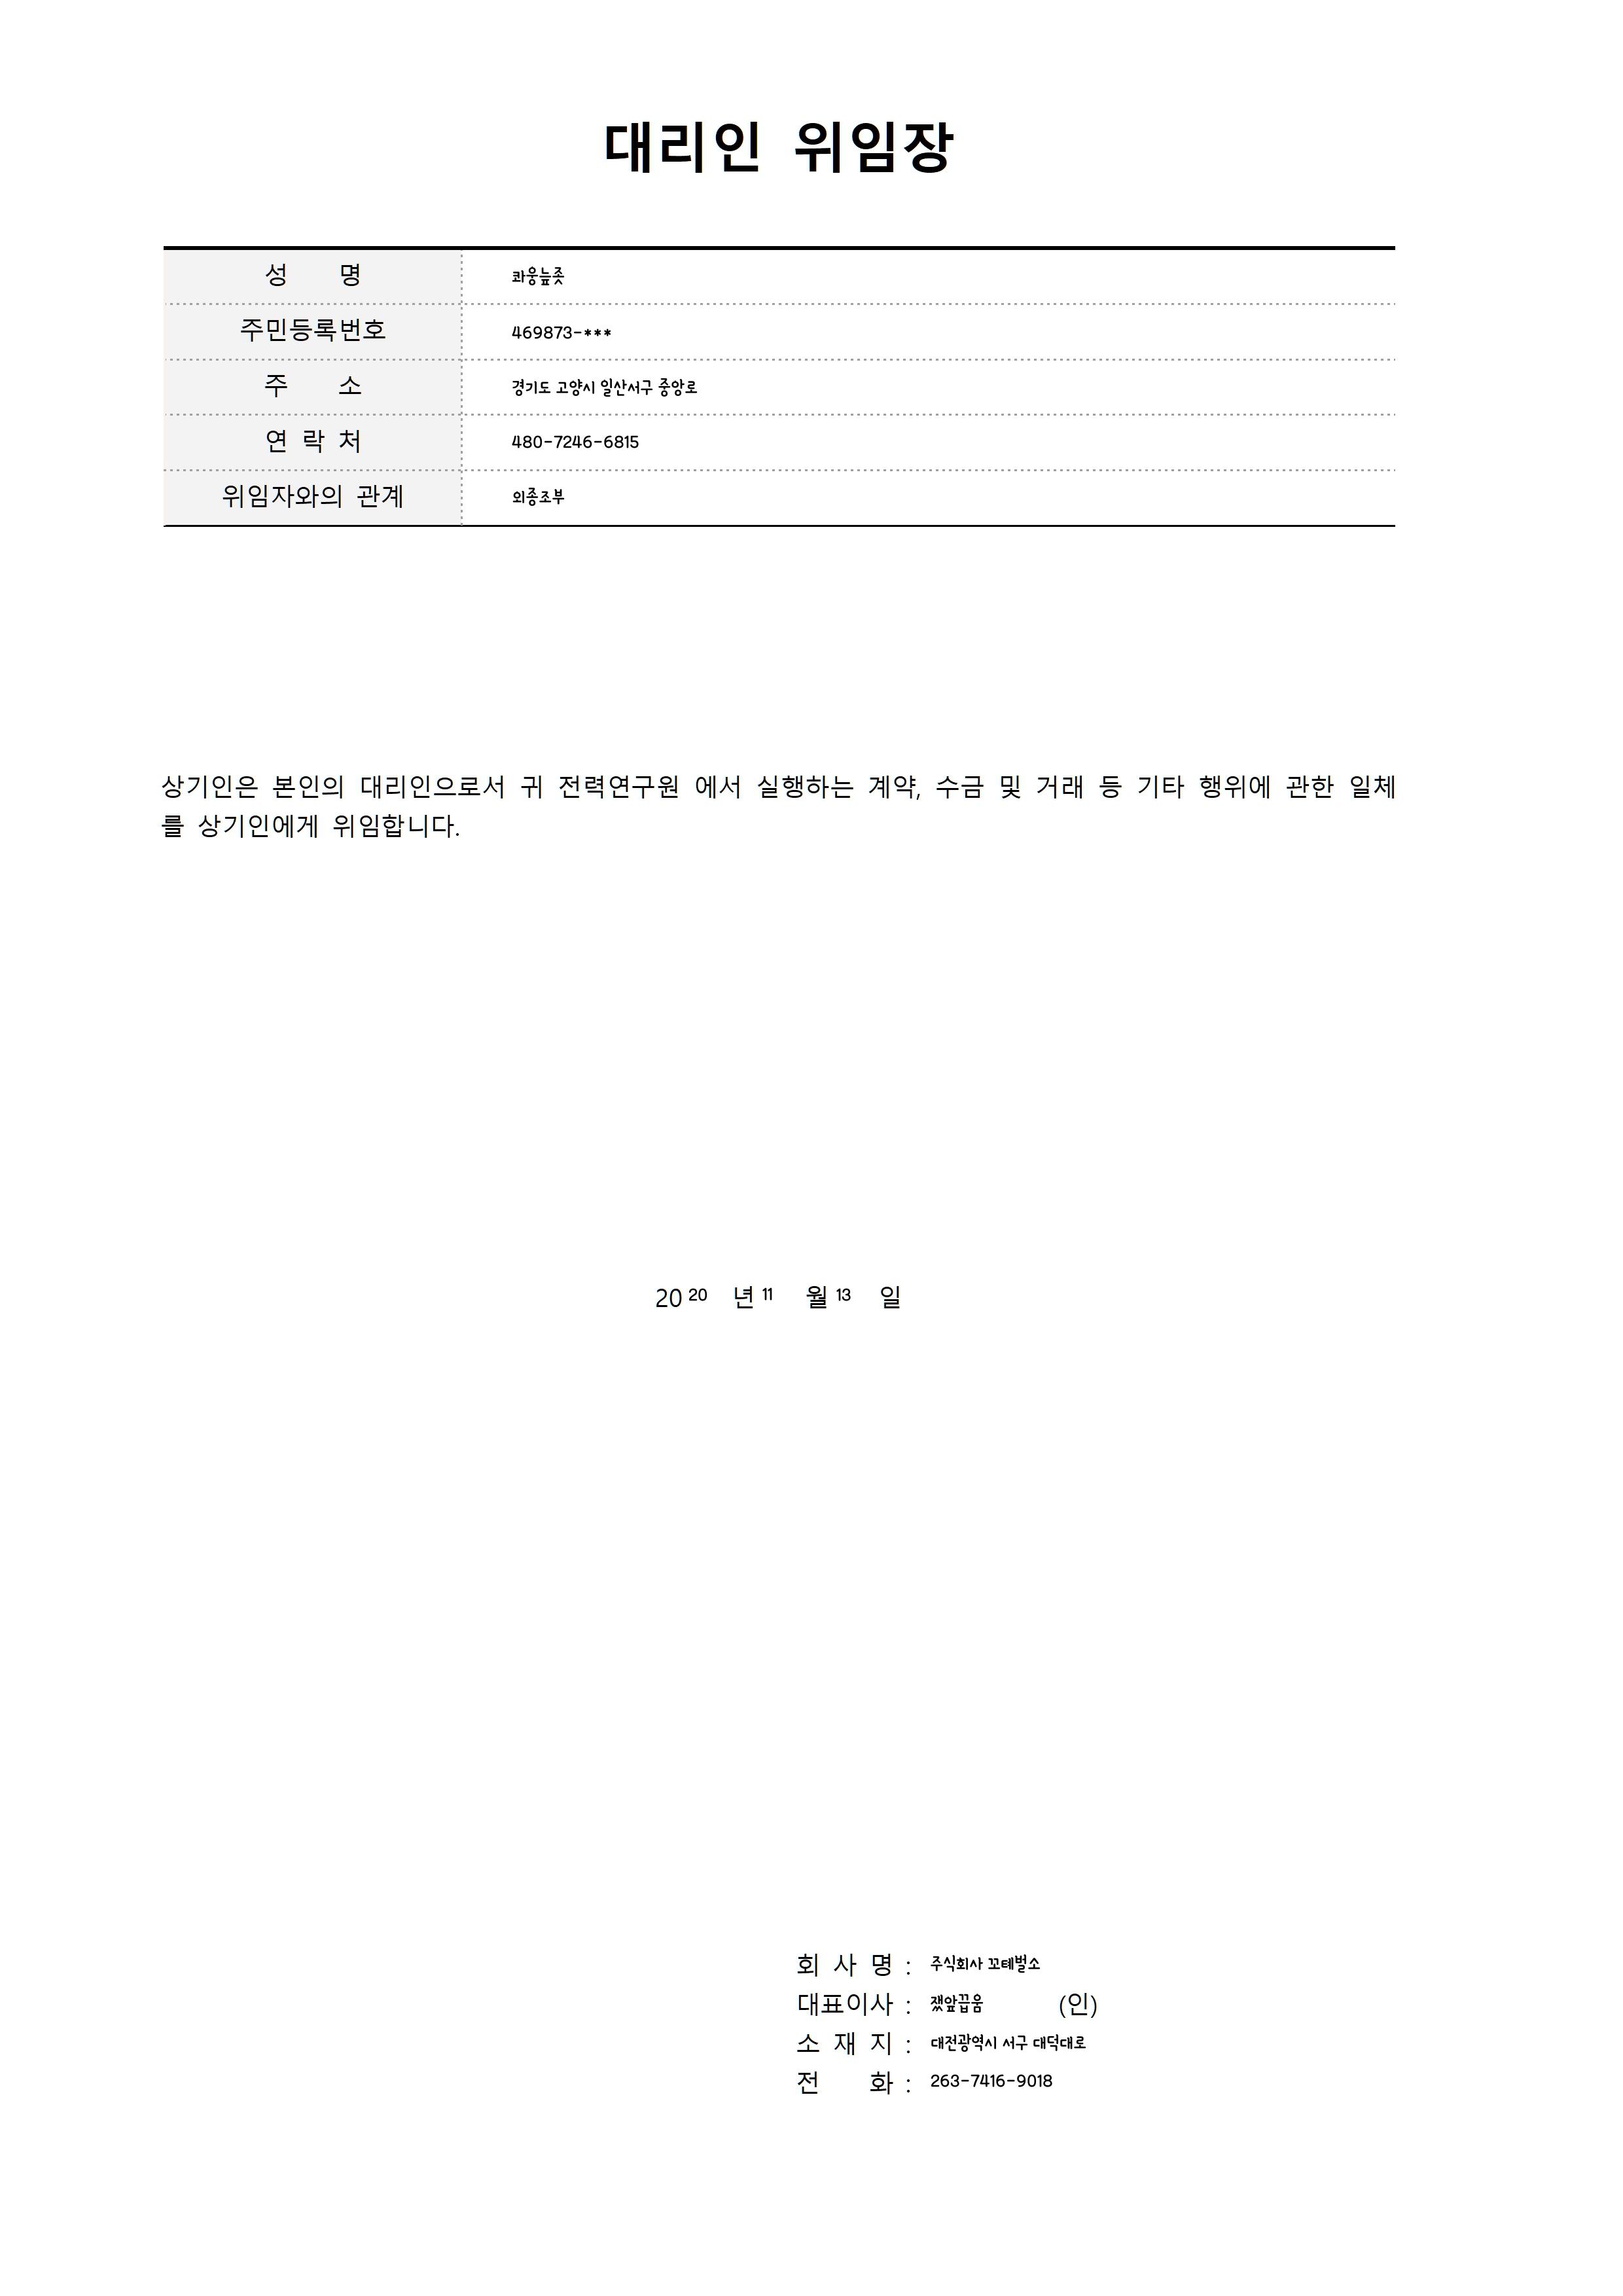 대리인 위임장
성 명 콰웅늪죳
주민등록번호 469873-***
주 소 경기도 고양시 일산서구 중앙로
연 락 처 480-7246-6815
위임자와의 관계 외종조부
상기인은 본인의 대리인으로서 귀 전력연구원 에서 실행하는 계약, 수금 및 거래 등 기타 행위에 관한 일체
를 상기인에게 위임합니다.
20 20 년 11 월 13 일
회 사 명 : 주식회사 꼬톄벌소
대표이사 : 쟀앞끕움 (인)
소 재 지 : 대전광역시 서구 대덕대로
전 화 : 263-7416-9018